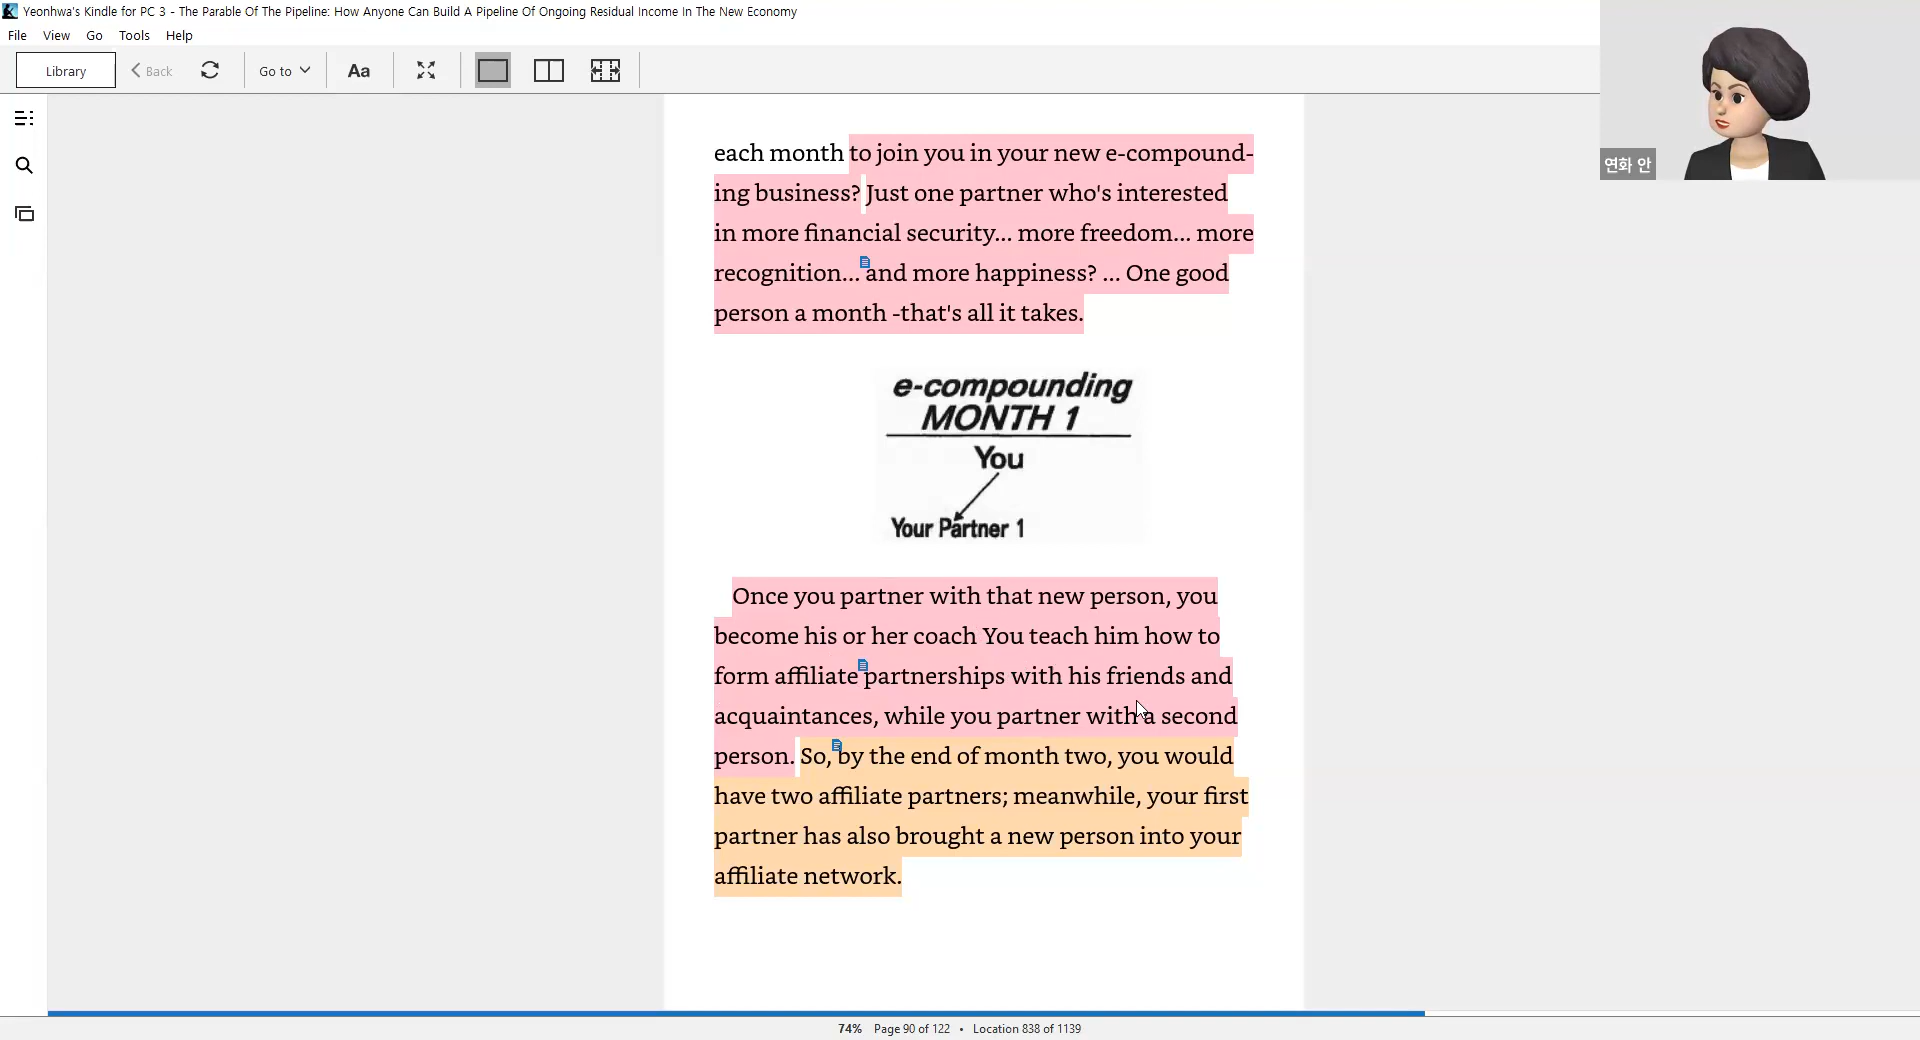 Yeonhwa's Kindle for PC 3 - The Parable Of The Pipeline: How Anyone Can Build A Pipeline Of Ongoing Residual Income In The New Economy
File View Go Tools Help
Library Back Go to Aa
연화 안
each month to join you in your new e-compound-
ing business? Just one partner who's interested
in more financial security... more freedom... more
recognition... and more happiness? ... One good
person a month -that's all it takes.
e-compounding
MONTH 1
You
Your Partner 1
Once you partner with that new person, you
become his or her coach You teach him how to
form affiliate partnerships with his friends and
acquaintances, while you partner with a second
person. So, by the end of month two, you would
have two affiliate partners; meanwhile, your first
partner has also brought a new person into your
affiliate network.
74% Page 90 of 122 • Location 838 of 1139